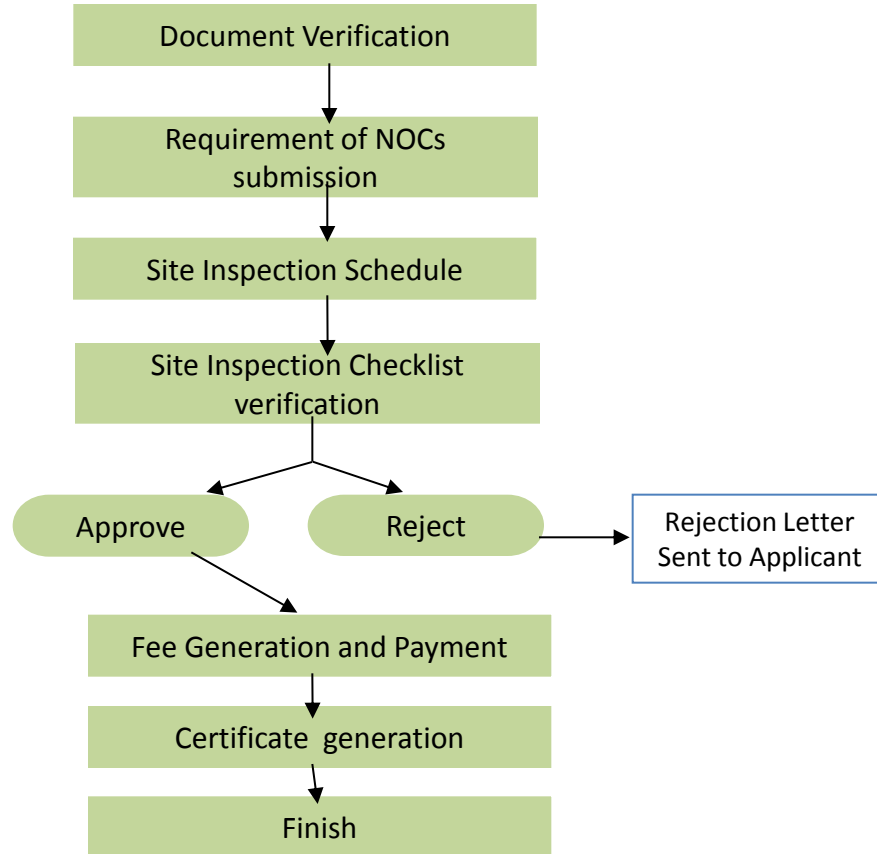 Document Verification
Requirement of NOCs
submission
Site Inspection Schedule
Site Inspection Checklist
verification
Approve
Reject
Rejection Letter
Sent to Applicant
Fee Generation and Payment
Certificate generation
Finish